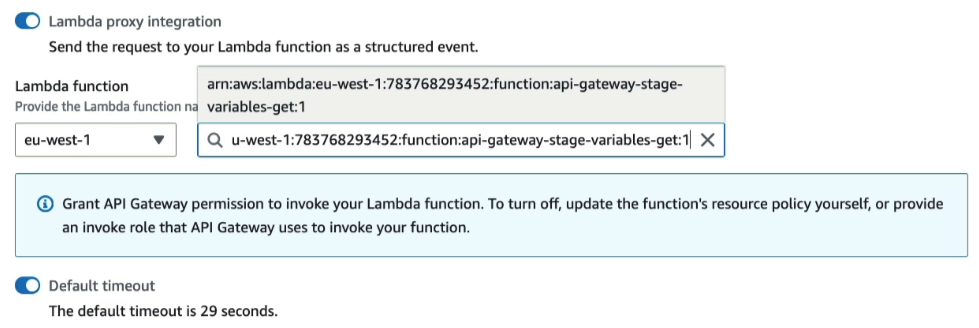 Lambda proxy integration
Send the request to your Lambda function as a structured event.
Lambda function
Provide the Lambda function na
arn:aws:lambda:eu-west-1:783768293452:function:api-gateway-stage-
variables-get:1
eu-west-1
u-west-1:783768293452:function:api-gateway-stage-variables-get:1
Grant API Gateway permission to invoke your Lambda function. To turn off, update the function's resource policy yourself, or provide
an invoke role that API Gateway uses to invoke your function.
Default timeout
The default timeout is 29 seconds.